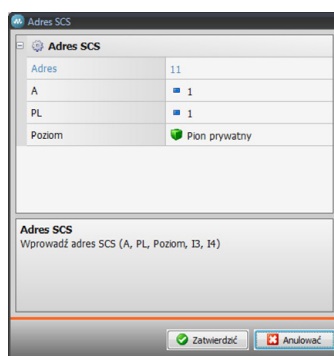 Adres SCS
Adres SCS
Adres 11
A 1
PL 1
Poziom Pion prywatny
Adres SCS
Wprowadź adres SCS (A, PL, Poziom, I3, I4)
Zatwierdzić Anulować